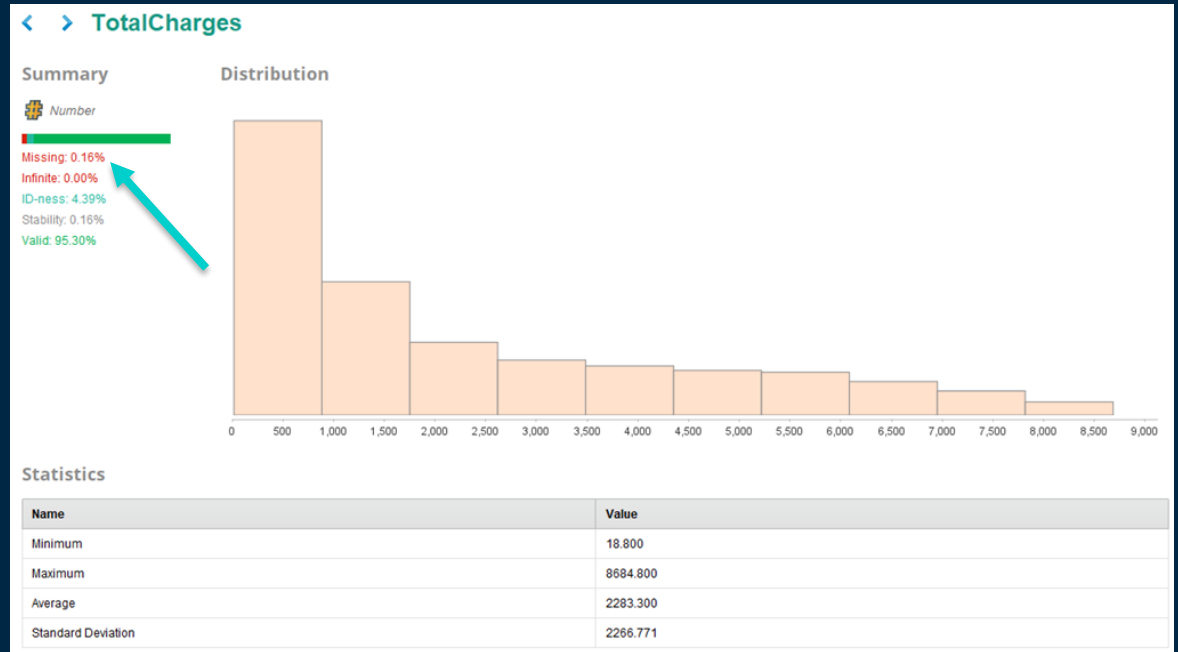 TotalCharges
Summary
Distribution
# Number
Missing: 0.16%
Infinite: 0.00%
ID-ness: 4.39%
Stability: 0.16%
Valid: 95.30%
0 500 1,000 1,500 2,000 2,500 3,000 3,500 4,000 4,500 5,000 5,500 6,000 6,500 7,000 7,500 8,000 8,500 9,000
Statistics
Name Value
Minimum 18.800
Maximum 8684.800
Average 2283.300
Standard Deviation 2266.771